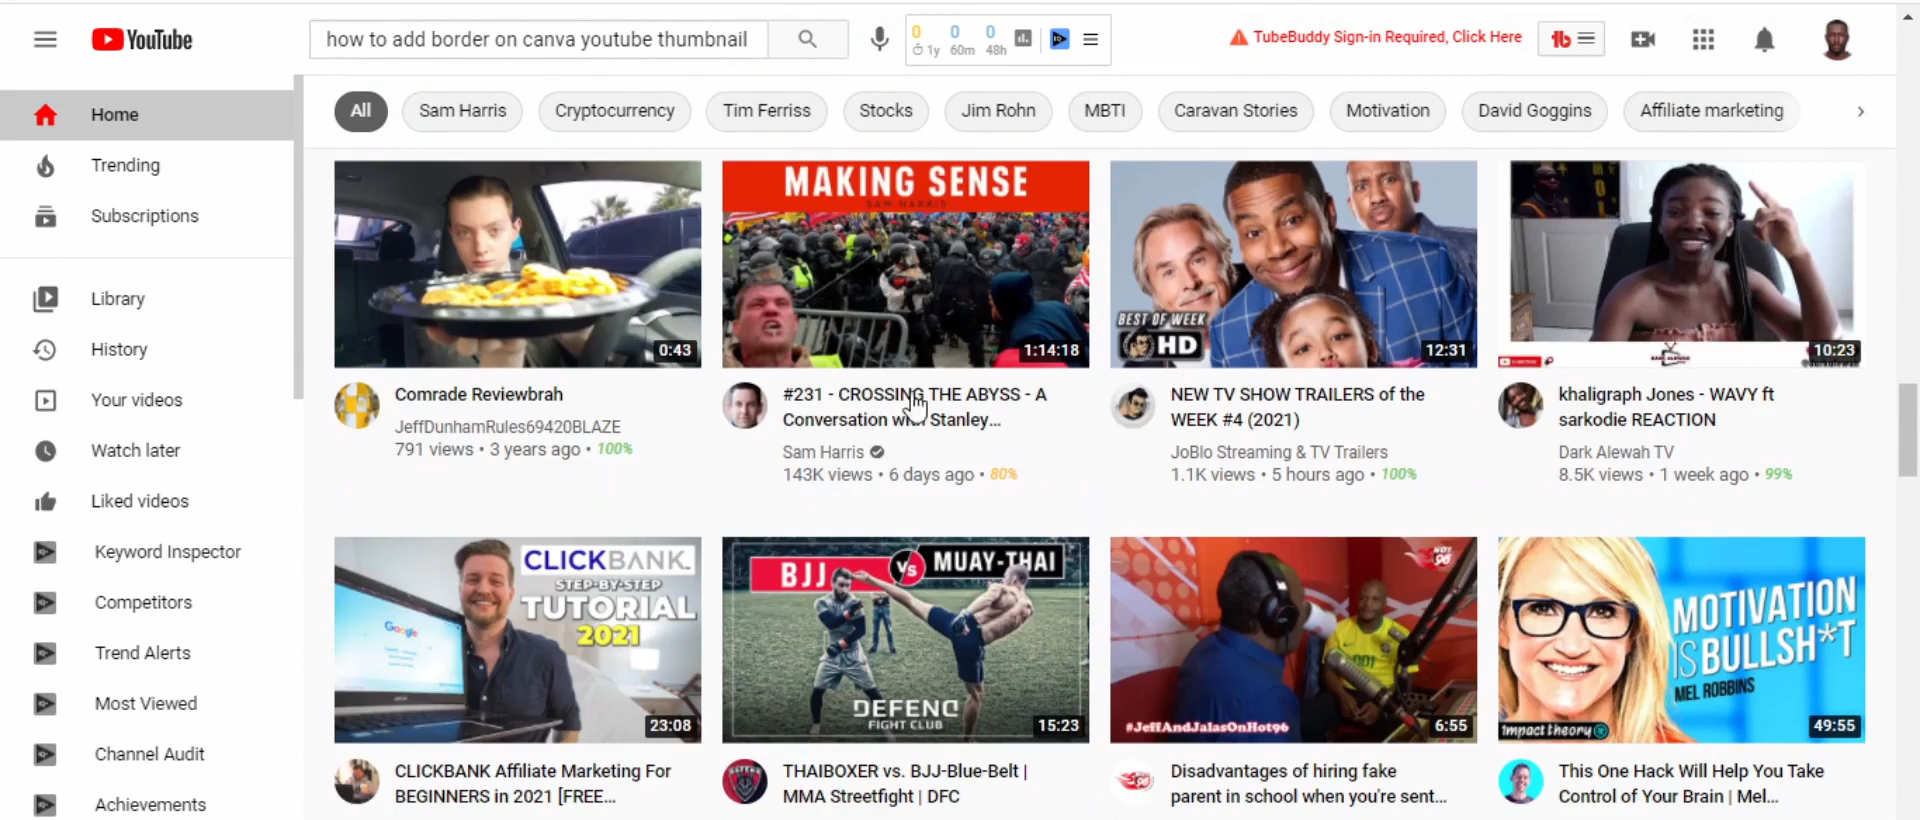 YouTube
how to add border on canva youtube thumbnail
0 0 0
1y 60m 48h
TubeBuddy Sign-in Required, Click Here
Home
Trending
Subscriptions
Library
History
Your videos
Watch later
Liked videos
Keyword Inspector
Competitors
Trend Alerts
Most Viewed
Channel Audit
Achievements
All
Sam Harris
Cryptocurrency
Tim Ferriss
Stocks
Jim Rohn
MBTI
Caravan Stories
Motivation
David Goggins
Affiliate marketing
0:43
Comrade Reviewbrah
JeffDunhamRules69420BLAZE
791 views • 3 years ago • 100%
MAKING SENSE
SAM HARRIS
1:14:18
#231 - CROSSING THE ABYSS - A
Conversation with Stanley...
Sam Harris
143K views • 6 days ago • 80%
BEST OF WEEK
HD
12:31
NEW TV SHOW TRAILERS of the
WEEK #4 (2021)
JoBlo Streaming & TV Trailers
1.1K views • 5 hours ago • 100%
10:23
khaligraph Jones - WAVY ft
sarkodie REACTION
Dark Alewah TV
8.5K views • 1 week ago • 99%
CLICKBANK
STEP-BY-STEP
TUTORIAL
2021
Google
23:08
CLICKBANK Affiliate Marketing For
BEGINNERS in 2021 [FREE...
BJJ VS MUAY-THAI
DEFEND
FIGHT CLUB
15:23
THAIBOXER vs. BJJ-Blue-Belt |
MMA Streetfight | DFC
HOT
96
#JeffAndJalasOnHot96
6:55
Disadvantages of hiring fake
parent in school when you're sent...
MOTIVATION
IS BULLSH*T
MEL ROBBINS
impact theory
49:55
This One Hack Will Help You Take
Control of Your Brain | Mel...